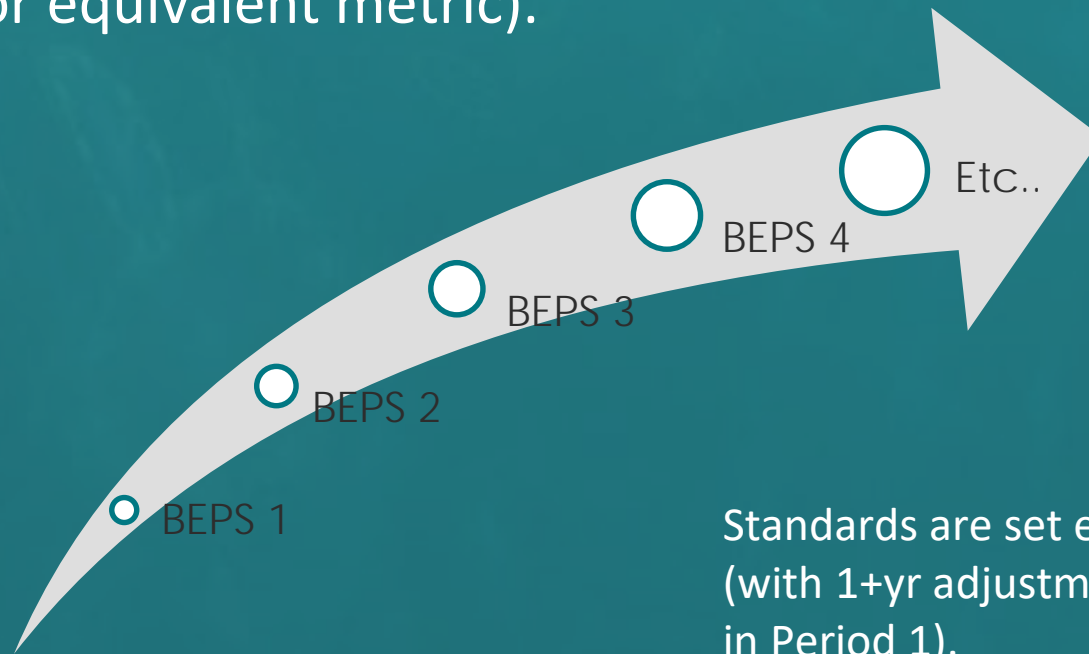 or equivalent metric).
Etc..
BEPS 4
BEPS 3
BEPS 2
BEPS 1
Standards are set
(with 1+yr
in Period 1).